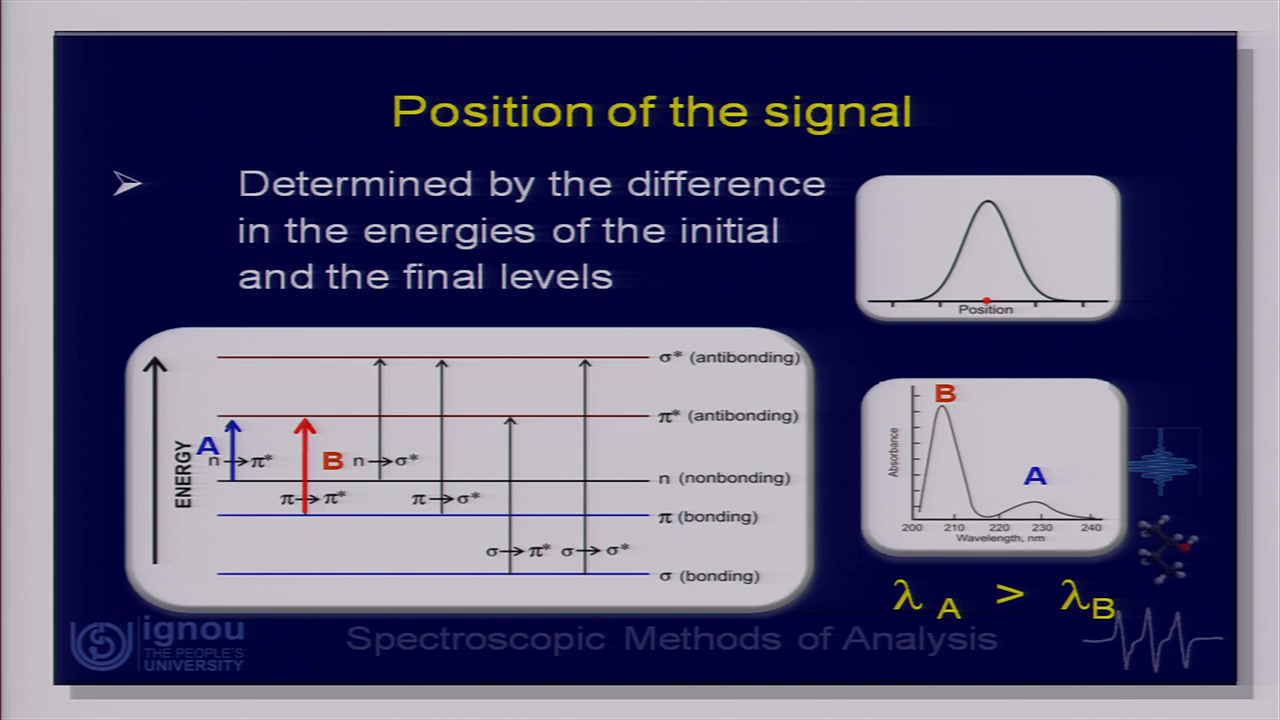 Position of the signal
➢ Determined by the difference
in the energies of the initial
and the final levels
Position
ENERGY
σ* (antibonding)
π* (antibonding)
n (nonbonding)
π (bonding)
σ (bonding)
A
n→π*
B
n→σ*
π→π*
π→σ*
σ→π*
σ→σ*
B
A
Absorbance
200 210 220 230 240
Wavelength, nm
λA > λB
ignou
THE PEOPLE'S
UNIVERSITY
Spectroscopic Methods of Analysis